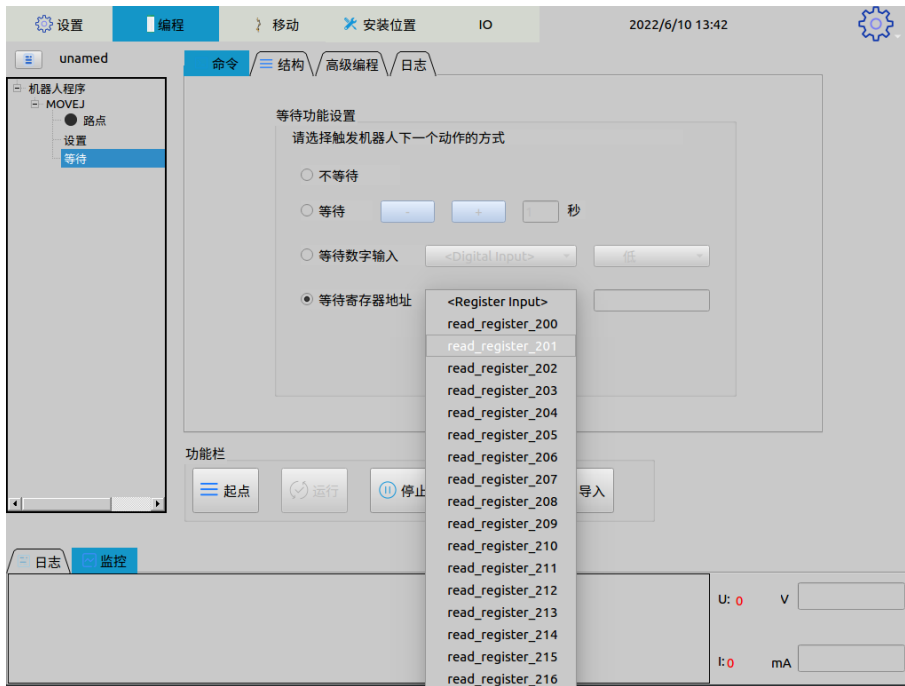 设置 编程 移动 安装位置 IO 2022/6/10 13:42
unamed
命令 结构 高级编程 日志
机器人程序
MOVEJ
路点
设置
等待
等待功能设置
请选择触发机器人下一个动作的方式
不等待
等待 - + 秒
等待数字输入 <Digital Input> 低
等待寄存器地址 <Register Input>
read_register_200
read_register_201
read_register_202
read_register_203
read_register_204
read_register_205
read_register_206
read_register_207
read_register_208
read_register_209
read_register_210
read_register_211
read_register_212
read_register_213
read_register_214
read_register_215
read_register_216
功能栏
起点 运行 停止 导入
日志 监控
U: 0 V
I: 0 mA